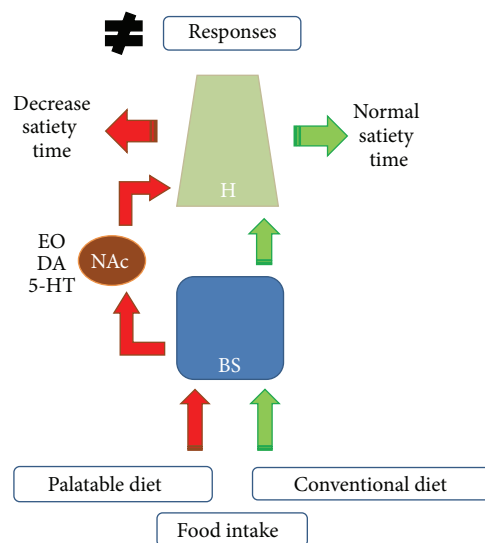 ≠ Responses
Decrease
satiety
time
Normal
satiety
time
H
EO
DA
5-HT
NAc
BS
Palatable diet
Conventional diet
Food intake